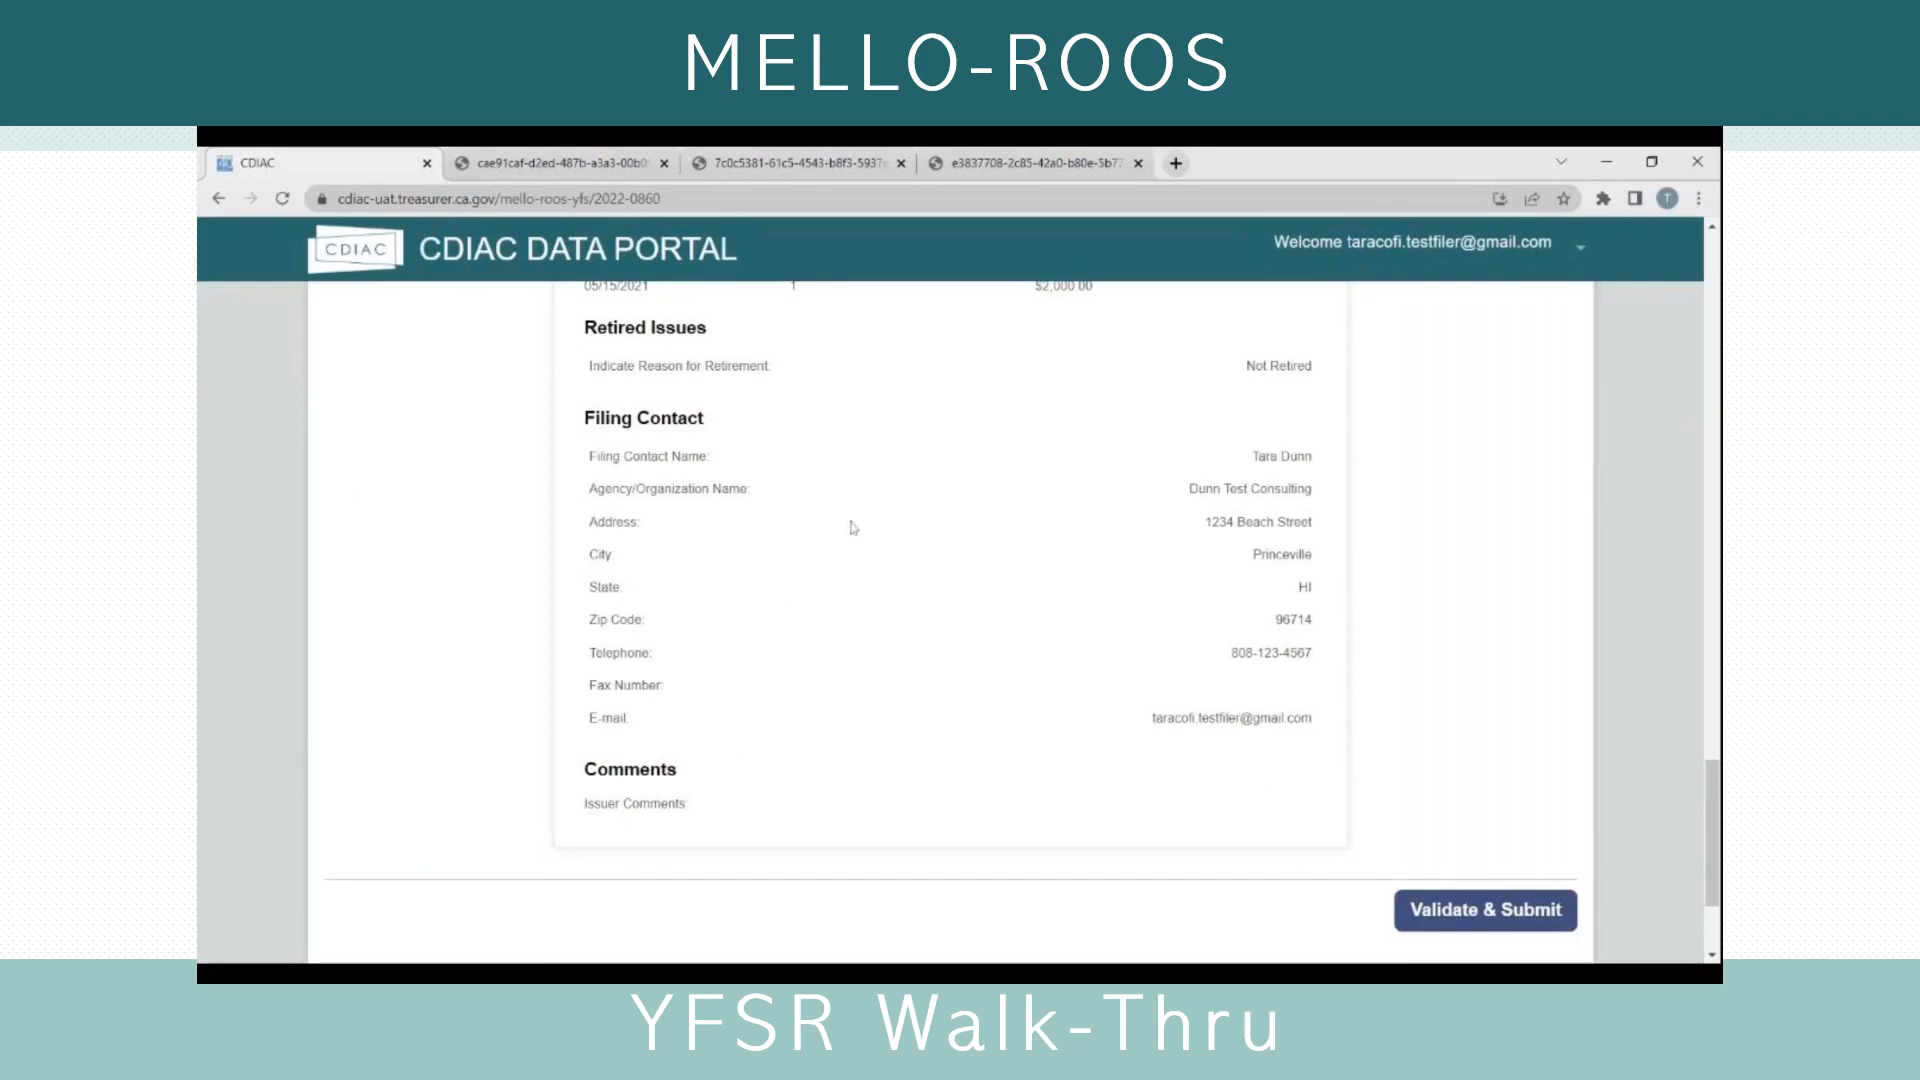 MELLO-ROOS
CDIAC
cae91caf-d2ed-487b-a3a3-00b0
7c0c5381-61c5-4543-b8f3-5937
e3837708-2c85-42a0-b80e-5b77
cdiac-uat.treasurer.ca.gov/mello-roos-yfs/2022-0860
T
CDIAC
CDIAC DATA PORTAL
Welcome taracofi.testfiler@gmail.com
05/15/2021 1 $2,000.00
Retired Issues
Indicate Reason for Retirement: Not Retired
Filing Contact
Filing Contact Name: Tara Dunn
Agency/Organization Name: Dunn Test Consulting
Address: 1234 Beach Street
City: Princeville
State: HI
Zip Code: 96714
Telephone: 808-123-4567
Fax Number:
E-mail: taracofi.testfiler@gmail.com
Comments
Issuer Comments:
Validate & Submit
YFSR Walk-Thru